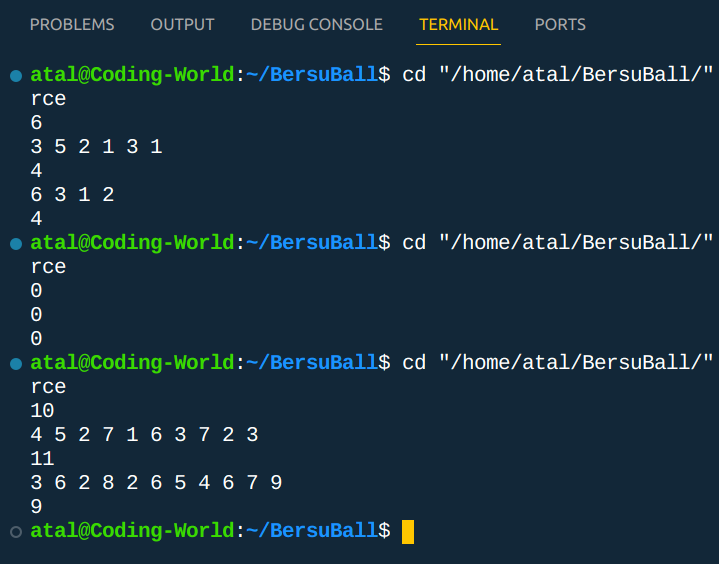 PROBLEMS OUTPUT DEBUG CONSOLE TERMINAL PORTS
atal@Coding-World:~/BersuBall$ cd "/home/atal/BersuBall/"
rce
6
3 5 2 1 3 1
4
6 3 1 2
4
atal@Coding-World:~/BersuBall$ cd "/home/atal/BersuBall/"
rce
0
0
0
atal@Coding-World:~/BersuBall$ cd "/home/atal/BersuBall/"
rce
10
4 5 2 7 1 6 3 7 2 3
11
3 6 2 8 2 6 5 4 6 7 9
9
atal@Coding-World:~/BersuBall$